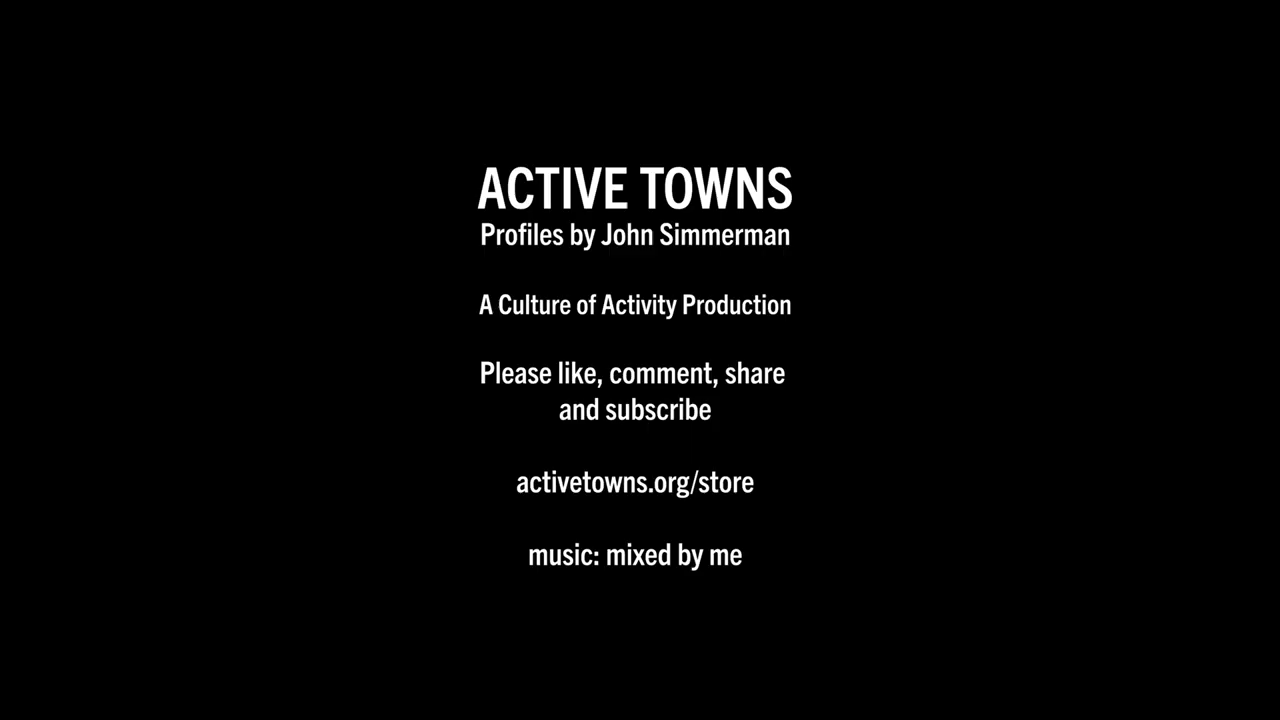 ACTIVE TOWNS
Profiles by John Simmerman
A Culture of Activity Production
Please like, comment, share
and subscribe
activetowns.org/store
music: mixed by me